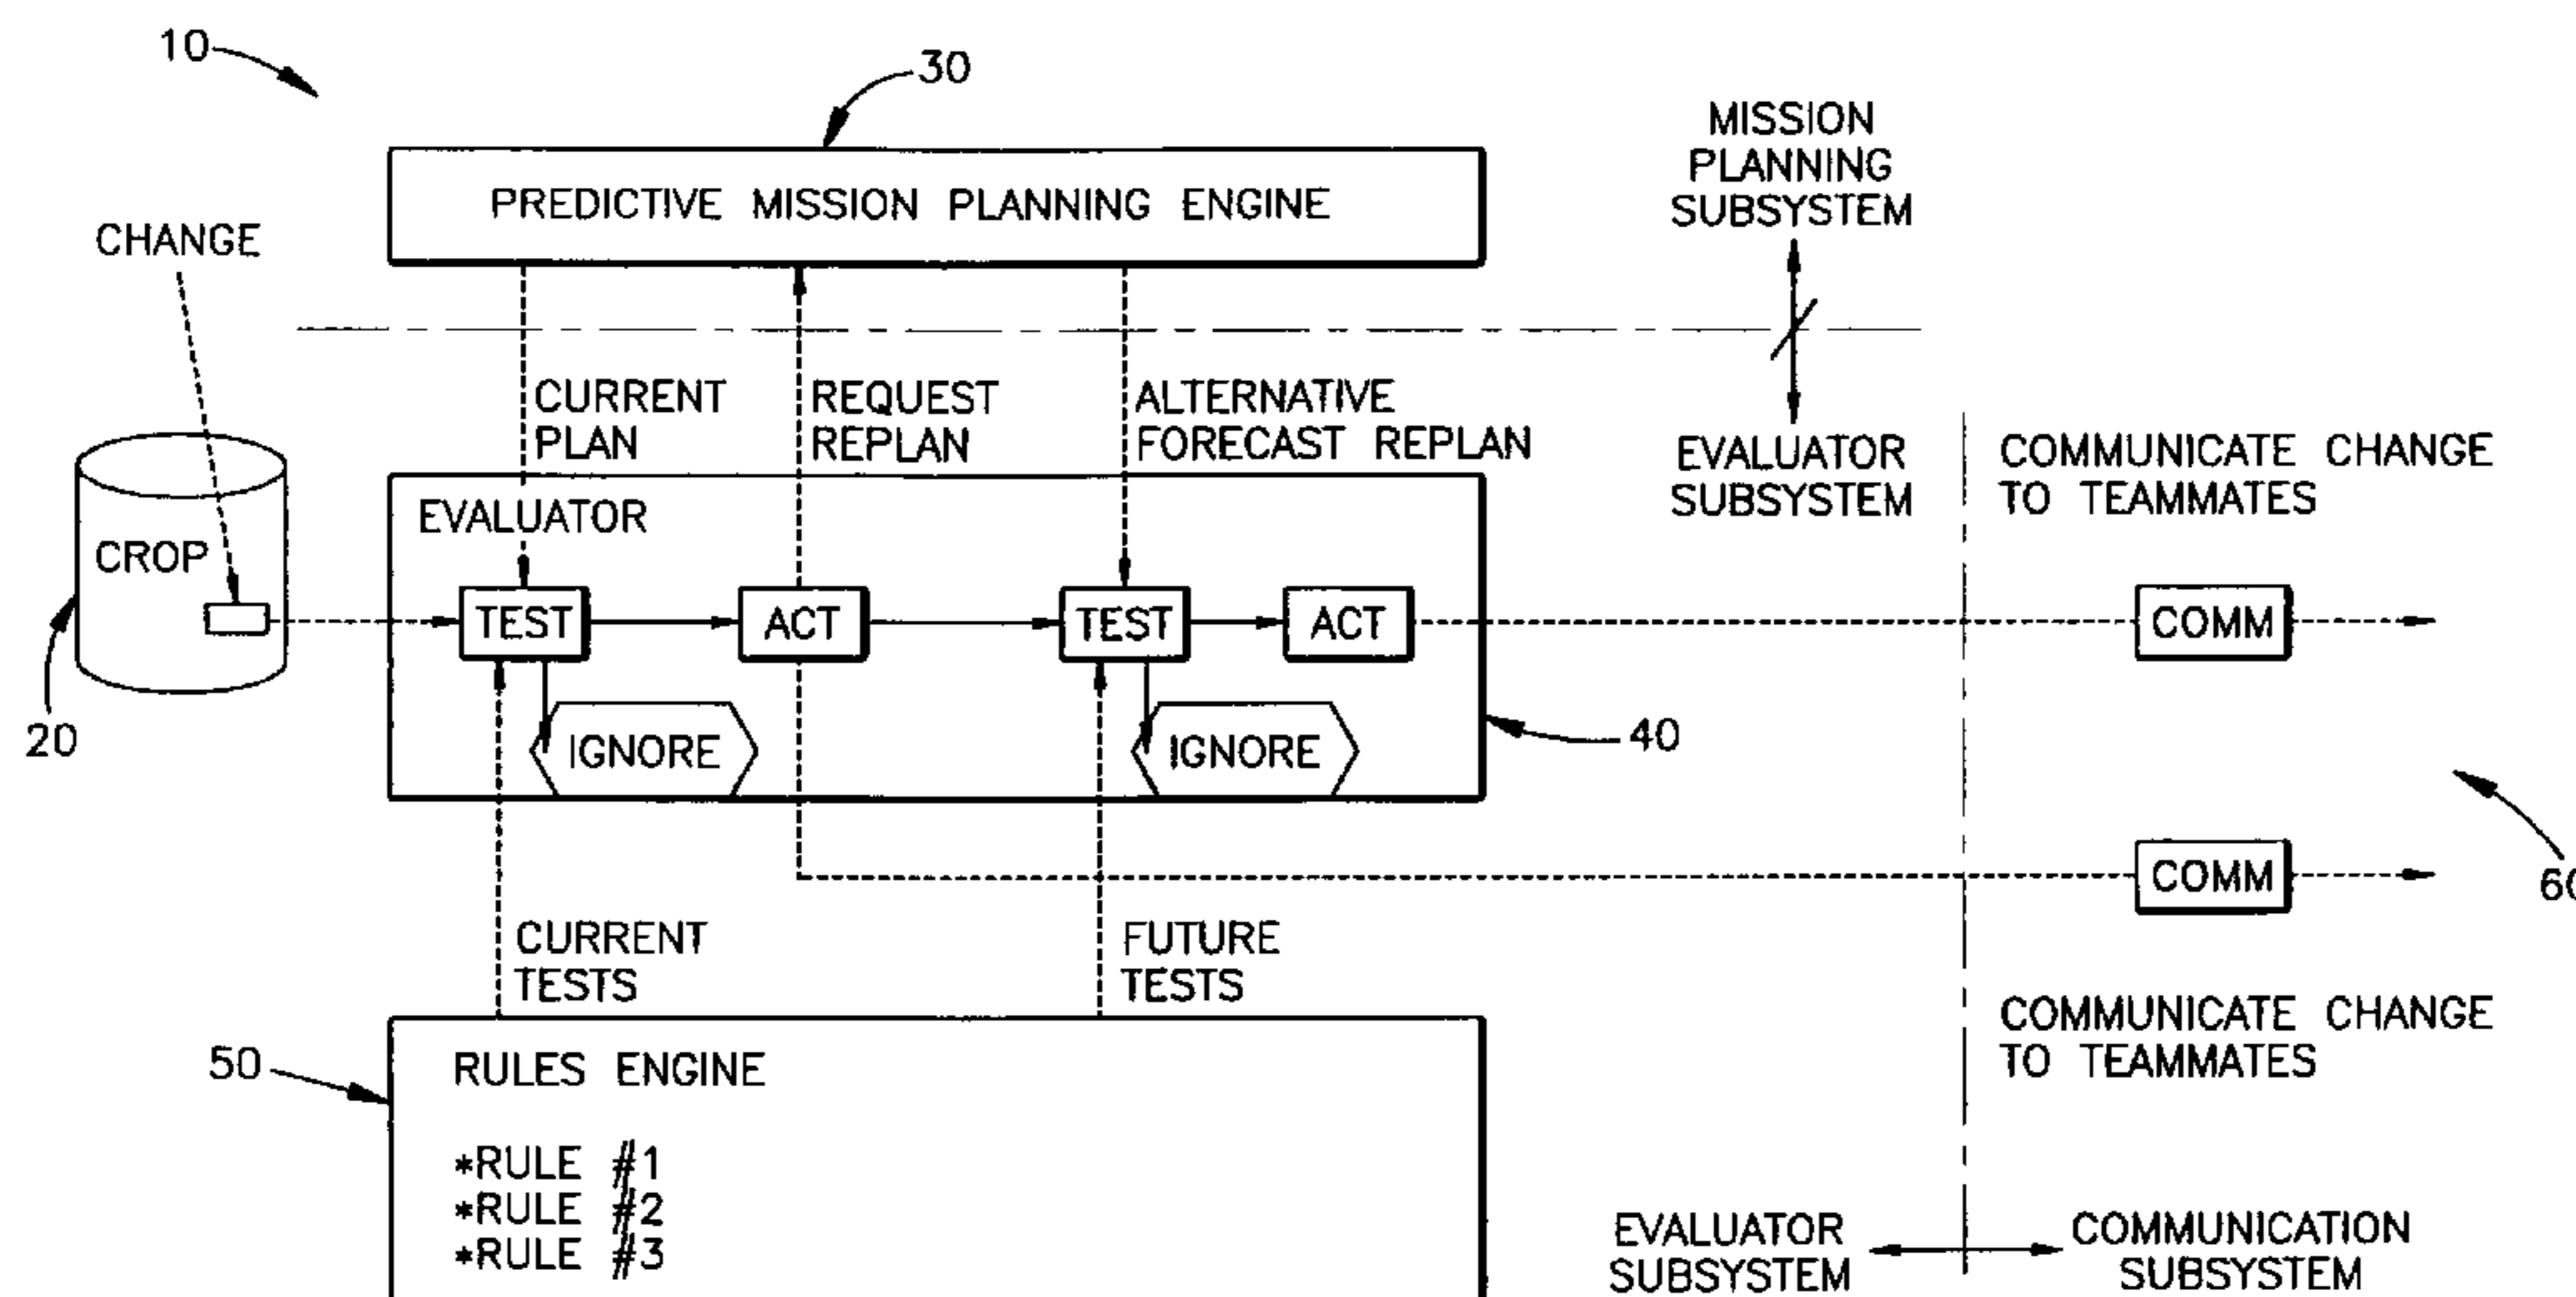 10
30
PREDICTIVE MISSION PLANNING ENGINE
MISSION
PLANNING
SUBSYSTEM
CHANGE
CURRENT
PLAN
REQUEST
REPLAN
ALTERNATIVE
FORECAST REPLAN
EVALUATOR
SUBSYSTEM
COMMUNICATE CHANGE
TO TEAMMATES
EVALUATOR
CROP
TEST
ACT
TEST
ACT
COMM
20
IGNORE
IGNORE
40
COMM
60
CURRENT
TESTS
FUTURE
TESTS
COMMUNICATE CHANGE
TO TEAMMATES
50
RULES ENGINE
*RULE #1
*RULE #2
*RULE #3
EVALUATOR
SUBSYSTEM
COMMUNICATION
SUBSYSTEM